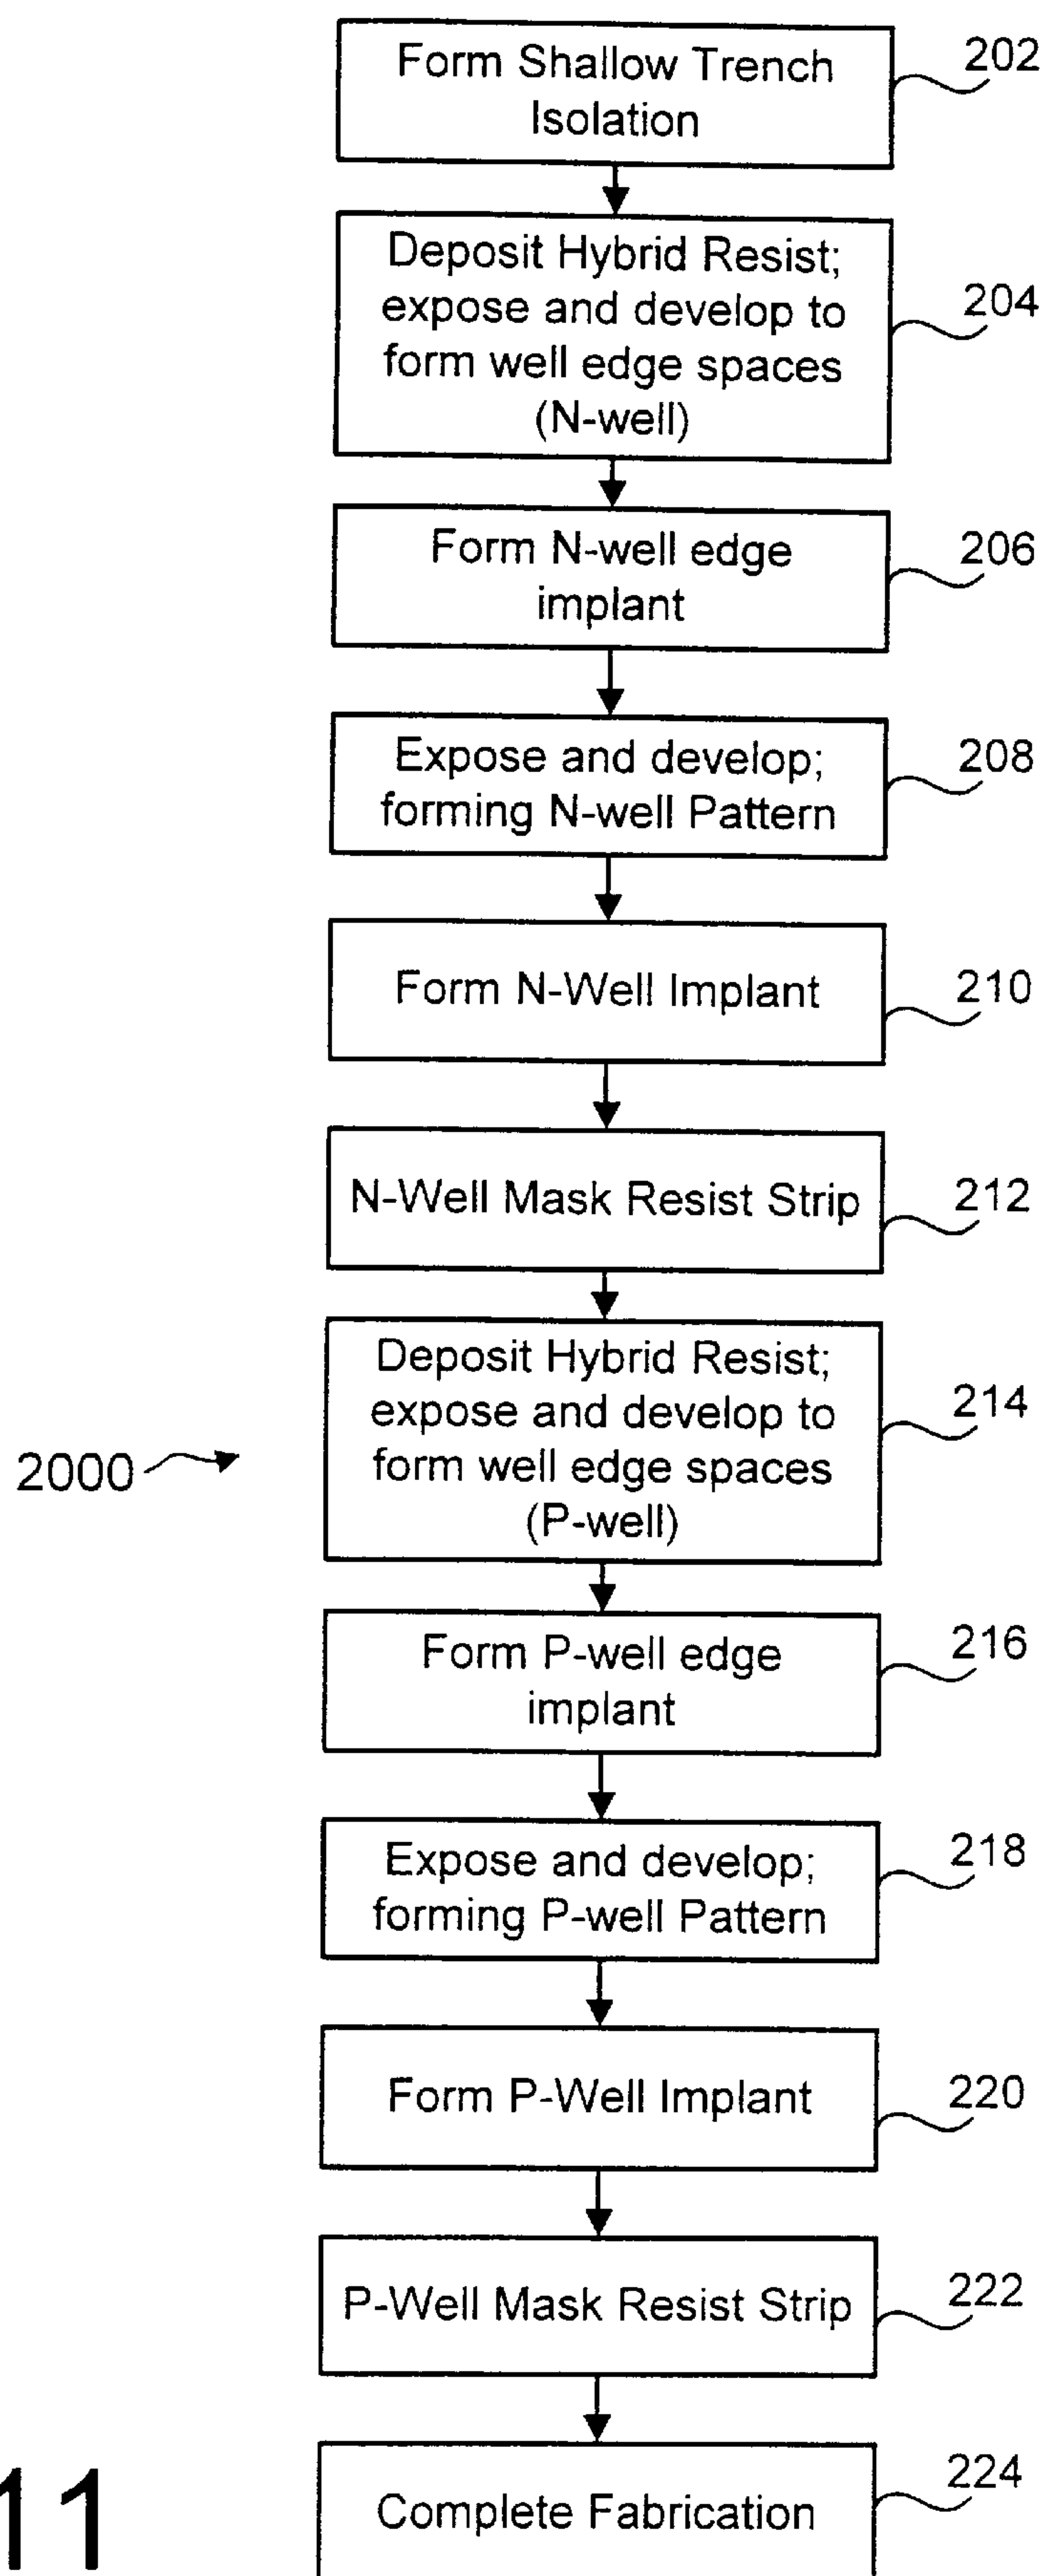 Form Shallow Trench
Isolation
202
Deposit Hybrid Resist;
expose and develop to
form well edge spaces
(N-well)
204
Form N-well edge
implant
206
Expose and develop;
forming N-well Pattern
208
Form N-Well Implant
210
N-Well Mask Resist Strip
212
Deposit Hybrid Resist;
expose and develop to
form well edge spaces
(P-well)
214
2000
Form P-well edge
implant
216
Expose and develop;
forming P-well Pattern
218
Form P-Well Implant
220
P-Well Mask Resist Strip
222
Complete Fabrication
224
11